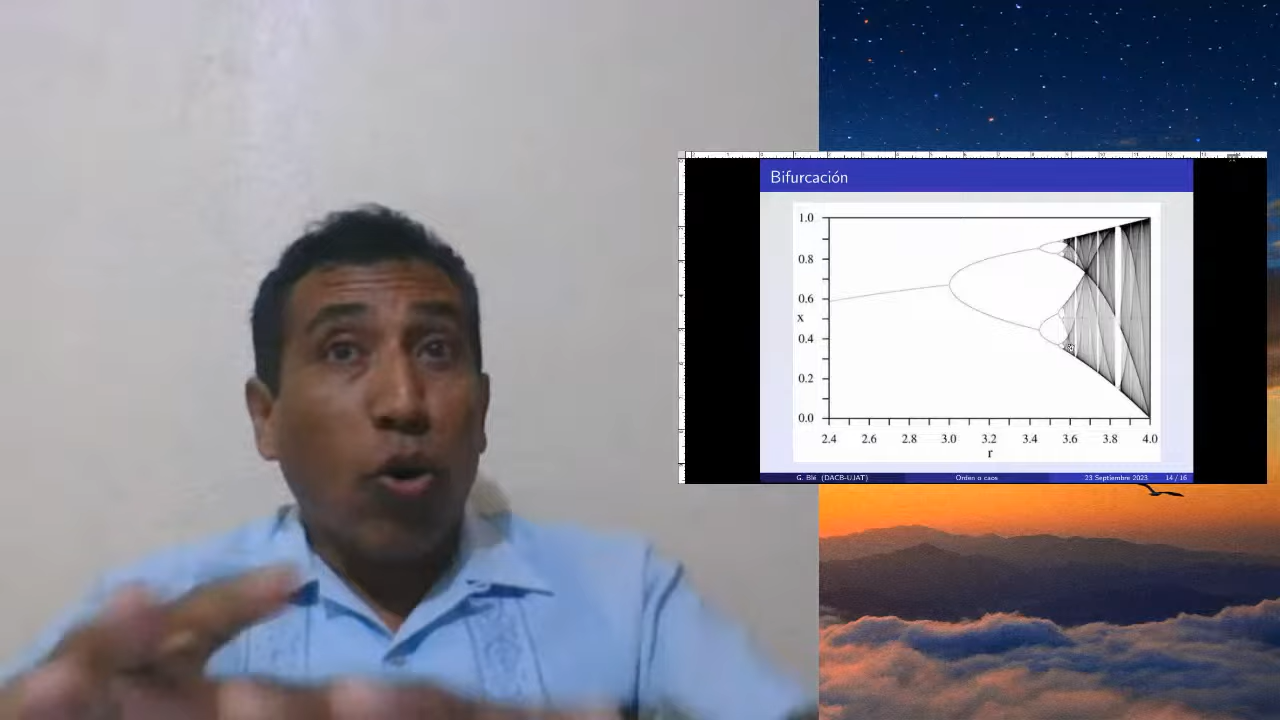 Bifurcación
1.0
0.8
0.6
x
0.4
0.2
0.0
2.4 2.6 2.8 3.0 3.2 3.4 3.6 3.8 4.0
r
G. Blé (DACB-UJAT) Orden o caos 23 Septiembre 2023 14 / 16